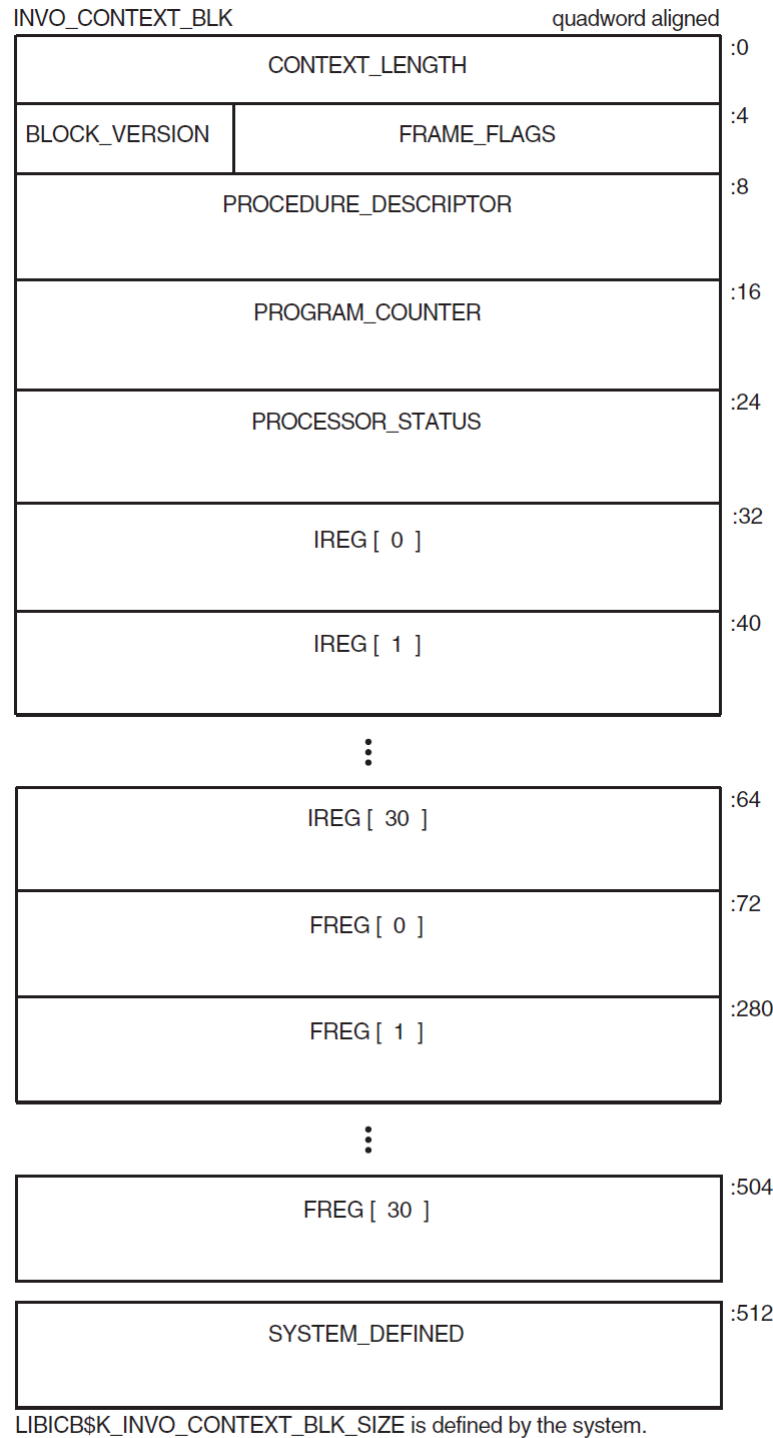 INVO_CONTEXT_BLK quadword aligned
CONTEXT_LENGTH :0
BLOCK_VERSION FRAME_FLAGS :4
PROCEDURE_DESCRIPTOR :8
PROGRAM_COUNTER :16
PROCESSOR_STATUS :24
IREG [ 0 ] :32
IREG [ 1 ] :40
IREG [ 30 ] :64
FREG [ 0 ] :72
FREG [ 1 ] :280
FREG [ 30 ] :504
SYSTEM_DEFINED :512
LIBICB$K_INVO_CONTEXT_BLK_SIZE is defined by the system.